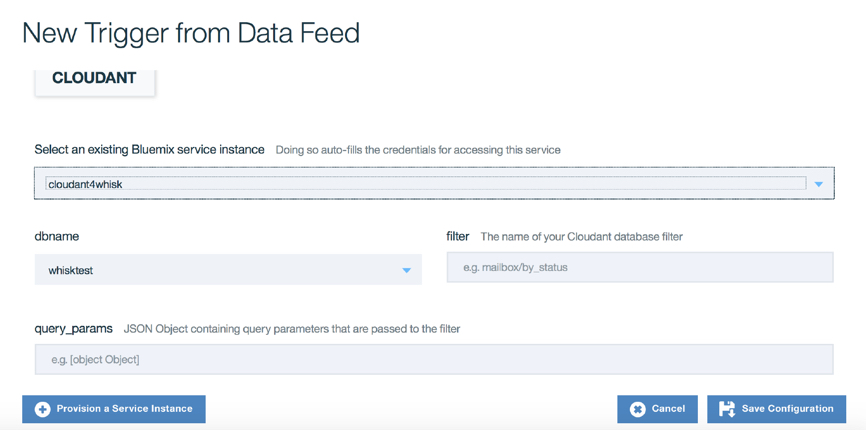 New Trigger from Data Feed
CLOUDANT
Select an existing Bluemix service instance Doing so auto-fills the credentials for accessing this service
cloudant4whisk
dbname
filter The name of your Cloudant database filter
whisktest
e.g. mailbox/by_status
query_params JSON Object containing query parameters that are passed to the filter
e.g. [object Object]
Provision a Service Instance
Cancel
Save Configuration